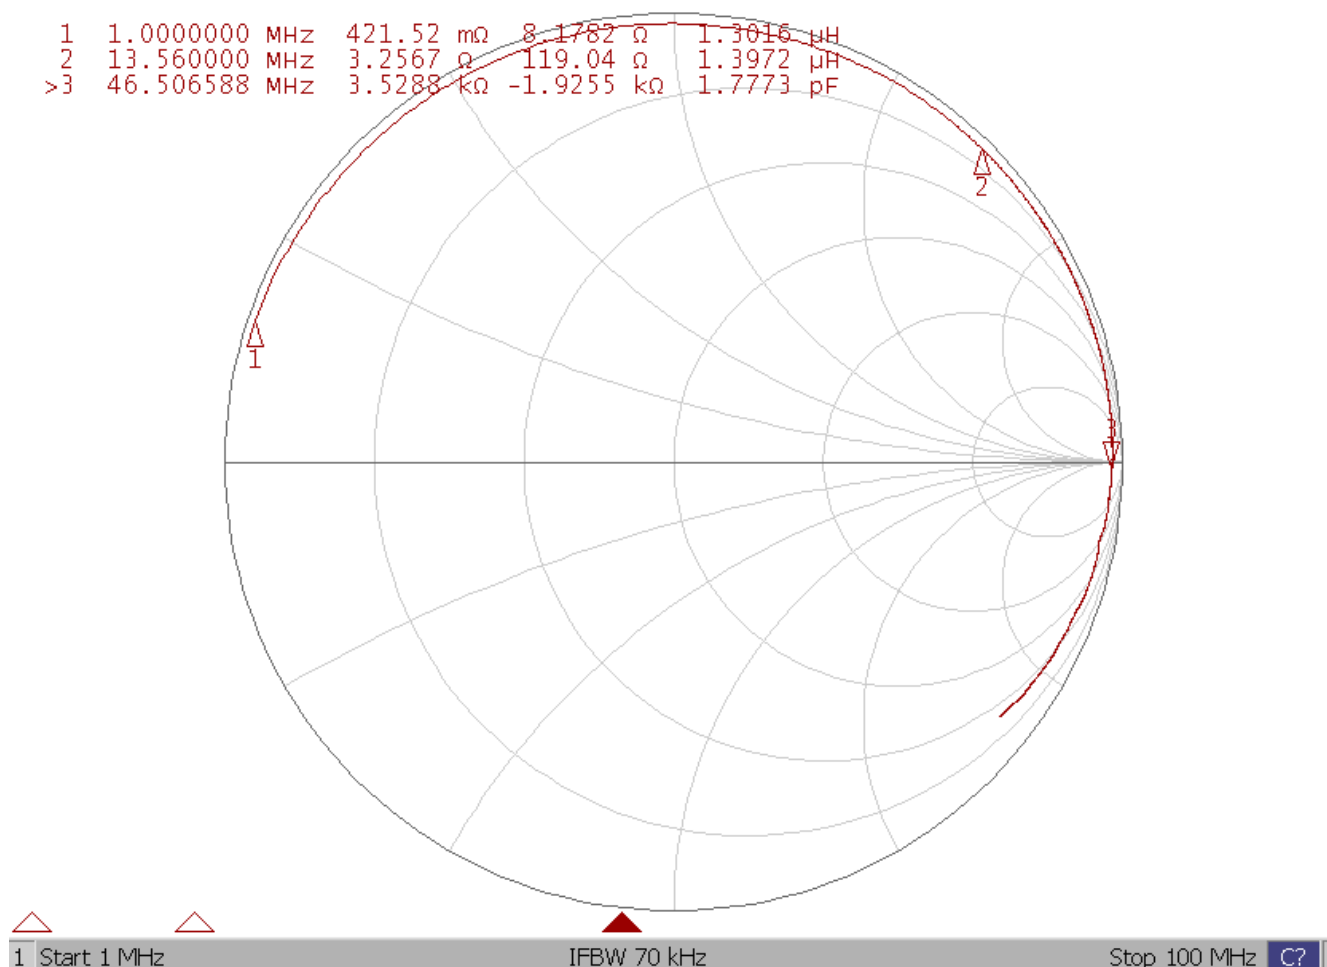 1 1.0000000 MHz 421.52 mΩ 8.1782 Ω 1.3016 µH
2 13.560000 MHz 3.2567 Ω 119.04 Ω 1.3972 µH
>3 46.506588 MHz 3.5288 kΩ -1.9255 kΩ 1.7773 pF
2
1
1 Start 1 MHz IFBW 70 kHz Stop 100 MHz C?